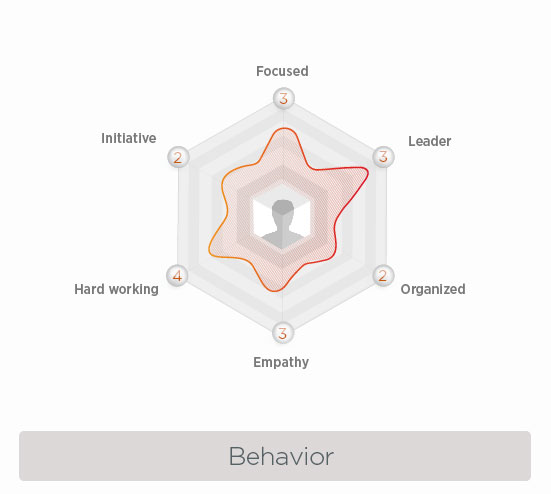 Focused
3
Initiative
2
Leader
3
Hard working
4
Organized
2
3
Empathy
Behavior